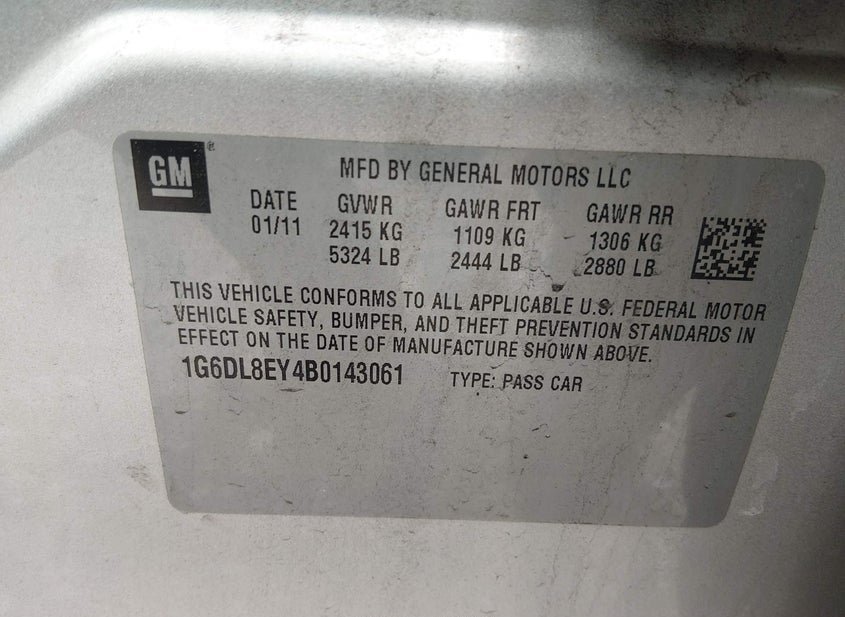 GM®
MFD BY GENERAL MOTORS LLC
DATE GVWR GAWR FRT GAWR RR
01/11 2415 KG 1109 KG 1306 KG
5324 LB 2444 LB 2880 LB
THIS VEHICLE CONFORMS TO ALL APPLICABLE U.S. FEDERAL MOTOR
VEHICLE SAFETY, BUMPER, AND THEFT PREVENTION STANDARDS IN
EFFECT ON THE DATE OF MANUFACTURE SHOWN ABOVE.
1G6DL8EY4B0143061 TYPE: PASS CAR